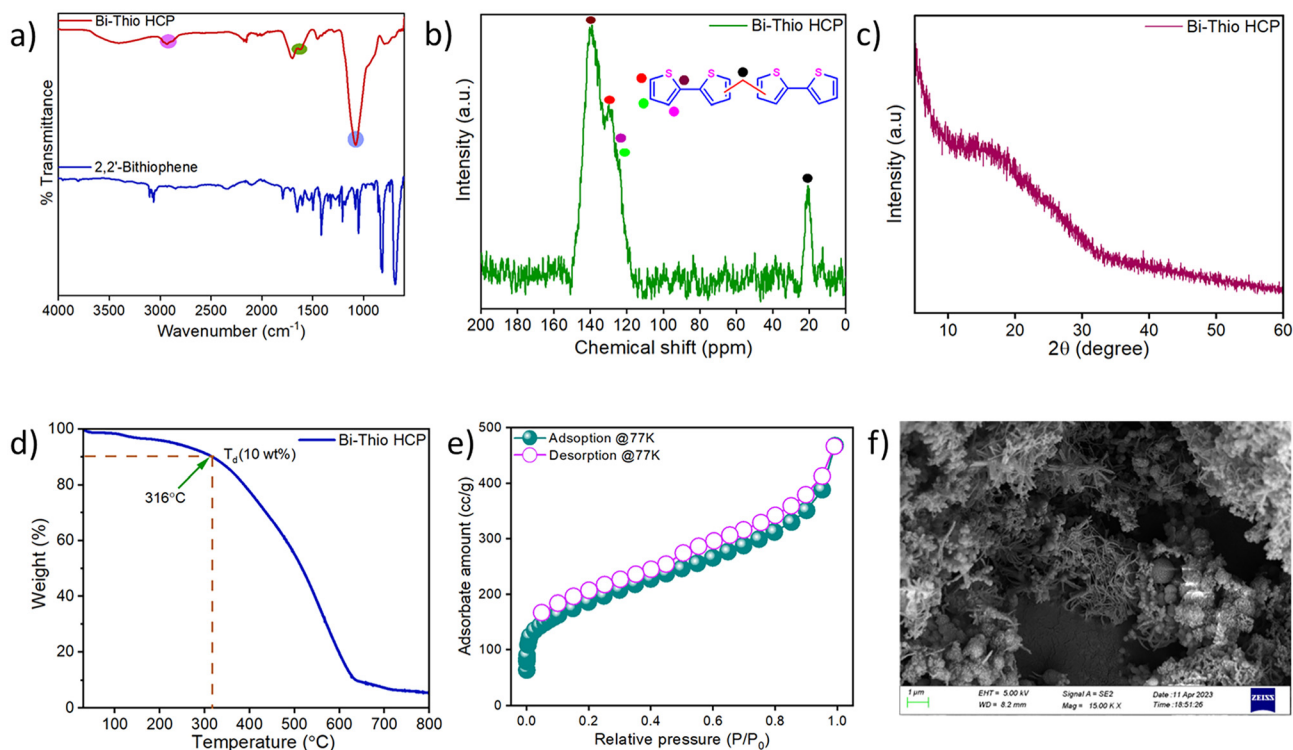 a)
Bi-Thio HCP
2,2'-Bithiophene
% Transmittance
4000 3500 3000 2500 2000 1500 1000
Wavenumber (cm⁻¹)
b)
Bi-Thio HCP
S S S S
Intensity (a.u.)
200 180 160 140 120 100 80 60 40 20 0
Chemical shift (ppm)
c)
Bi-Thio HCP
Intensity (a.u)
10 20 30 40 50 60
2θ (degree)
d)
Bi-Thio HCP
T_d(10 wt%)
316°C
Weight (%)
100
80
60
40
20
0
100 200 300 400 500 600 700 800
Temperature (°C)
e)
Adsoption @77K
Desorption @77K
Adsorbate amount (cc/g)
500
400
300
200
100
0
0.0 0.2 0.4 0.6 0.8 1.0
Relative pressure (P/P₀)
f)
1 µm
EHT = 5.00 kV Signal A = SE2 Date :11 Apr 2023
WD = 8.2 mm Mag = 15.00 K X Time :18:51:26
ZEISS